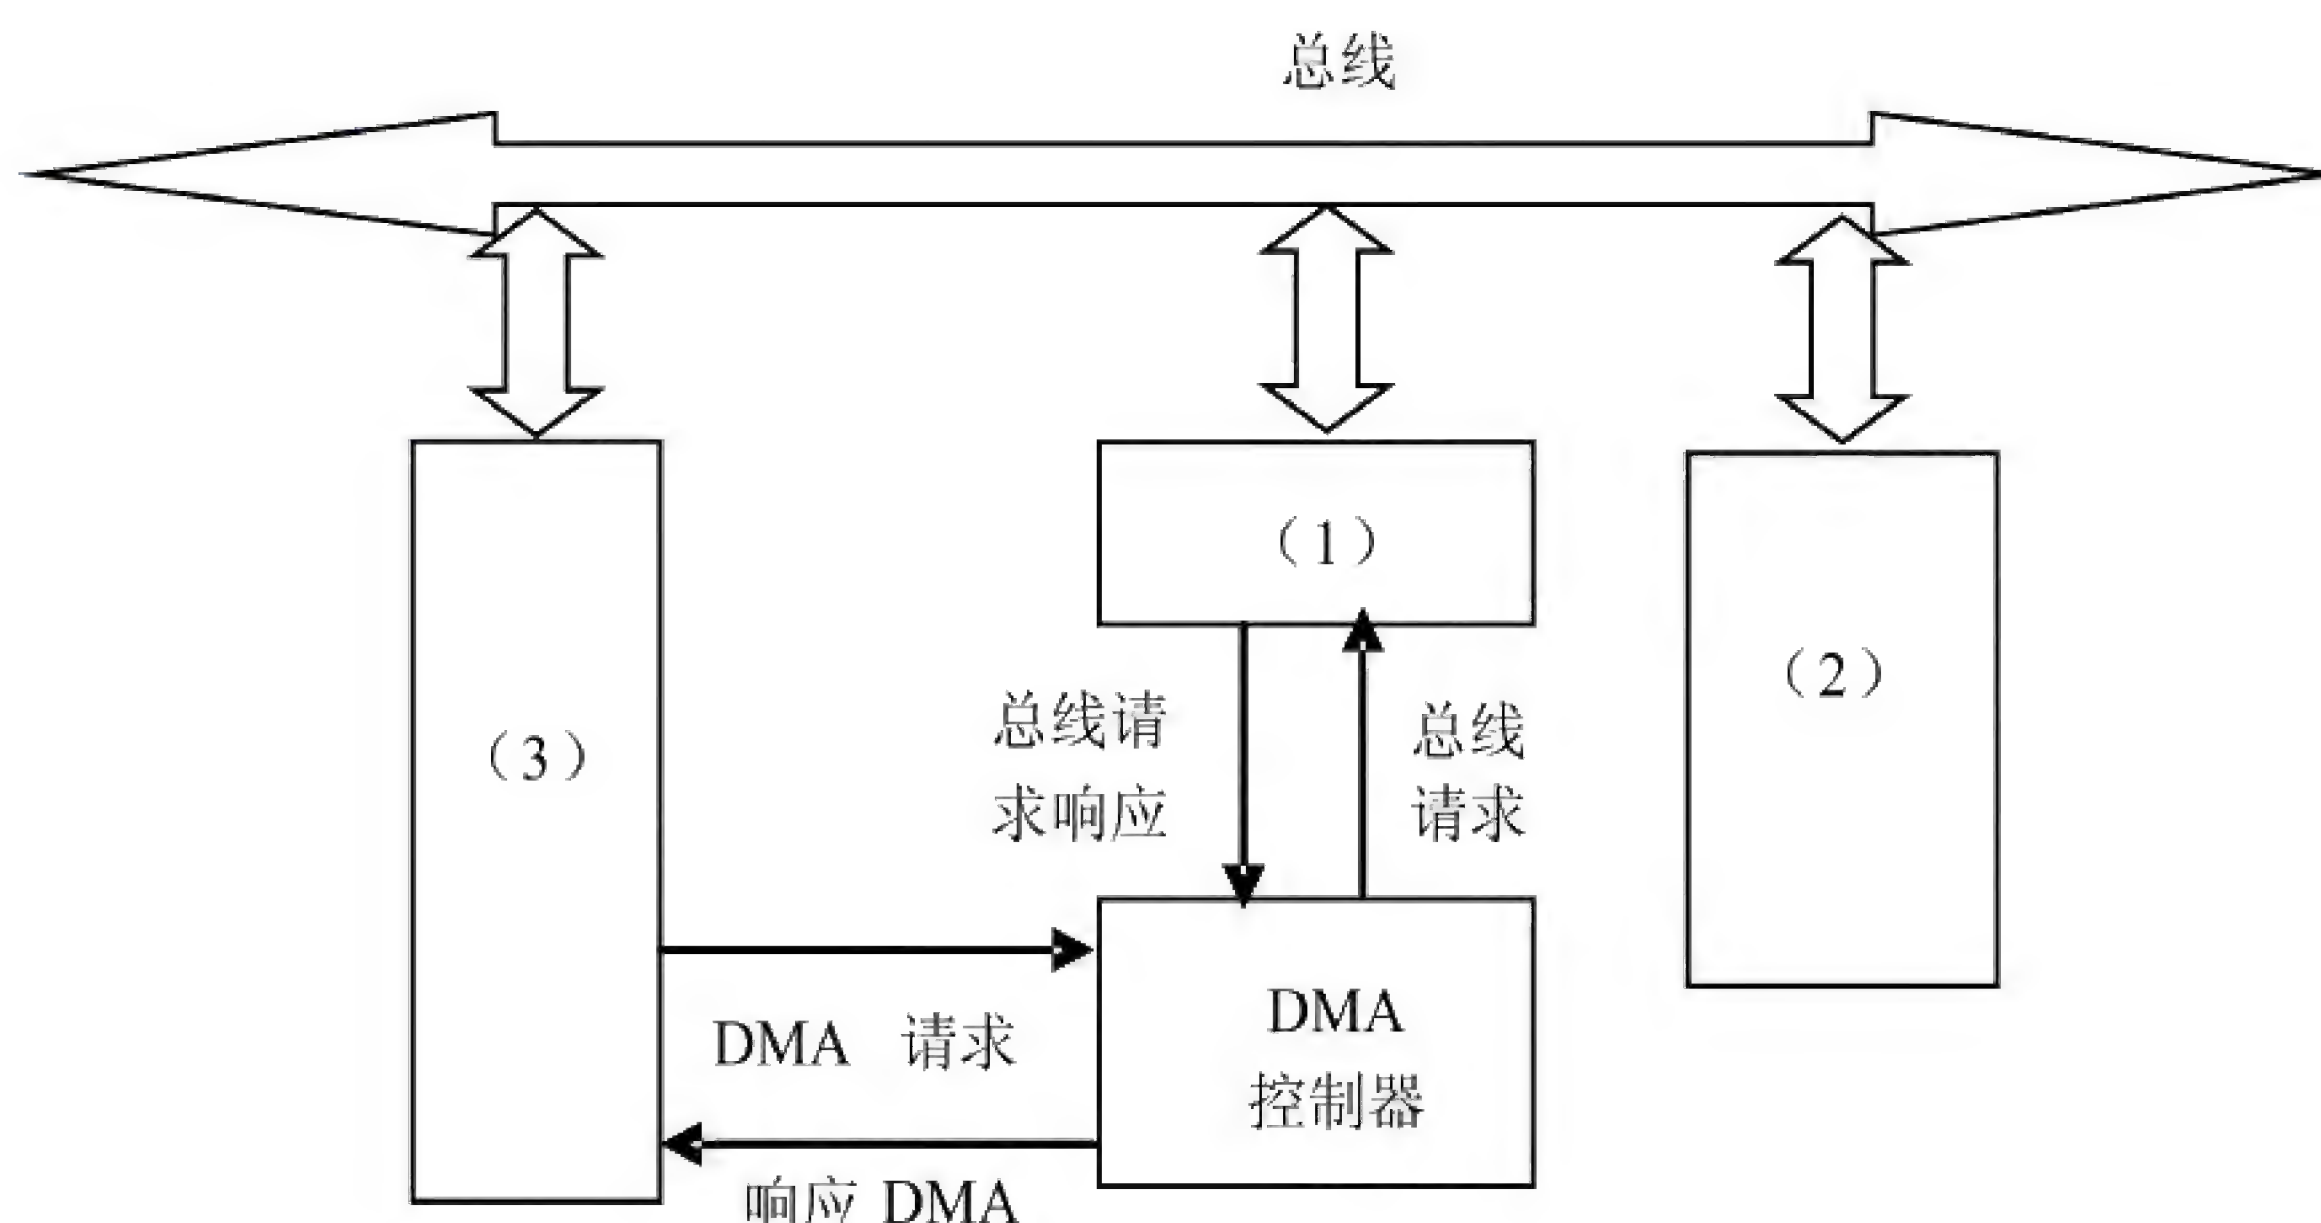 总线
（1）
（2）
（3）
总线请
求响应
总线
请求
DMA 请求
DMA
控制器
响应 DMA